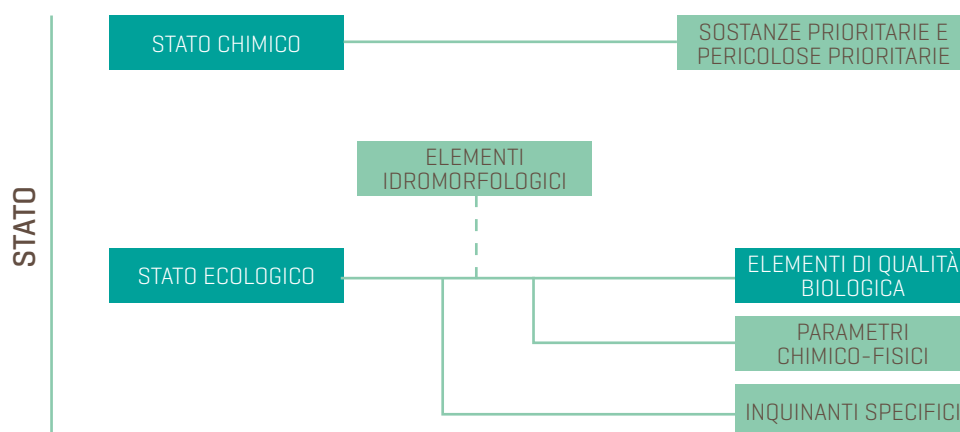 STATO
STATO CHIMICO
SOSTANZE PRIORITARIE E
PERICOLOSE PRIORITARIE
ELEMENTI
IDROMORFOLOGICI
STATO ECOLOGICO
ELEMENTI DI QUALITÀ
BIOLOGICA
PARAMETRI
CHIMICO-FISICI
INQUINANTI SPECIFICI